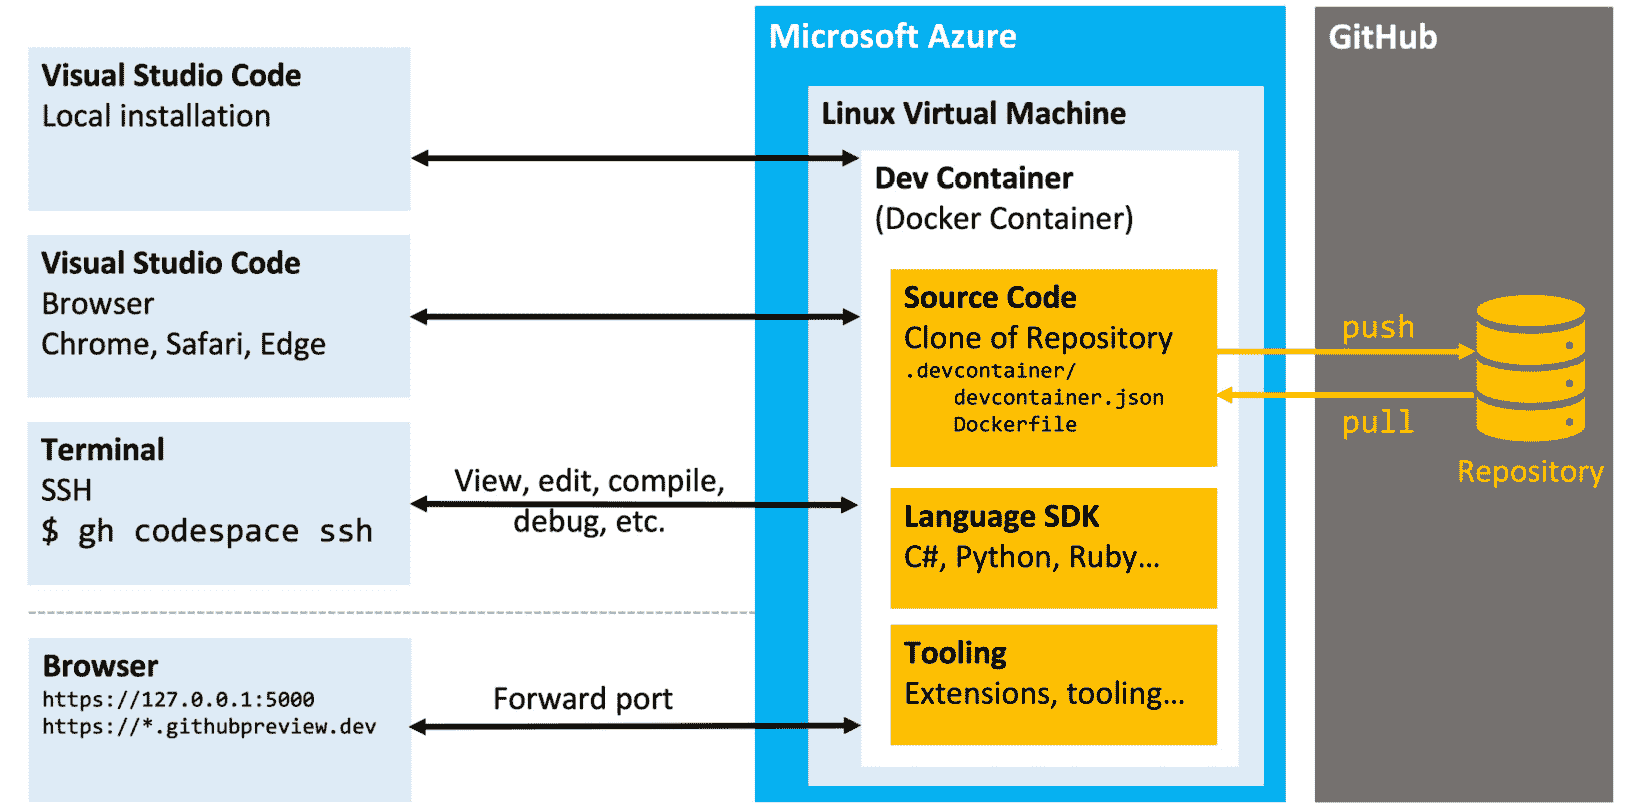 Visual Studio Code
Local installation
Visual Studio Code
Browser
Chrome, Safari, Edge
Terminal
SSH
$ gh codespace ssh
View, edit, compile,
debug, etc.
Browser
https://127.0.0.1:5000
https://*.githubpreview.dev
Forward port
Microsoft Azure
Linux Virtual Machine
Dev Container
(Docker Container)
Source Code
Clone of Repository
.devcontainer/
devcontainer.json
Dockerfile
Language SDK
C#, Python, Ruby...
Tooling
Extensions, tooling...
GitHub
push
pull
Repository